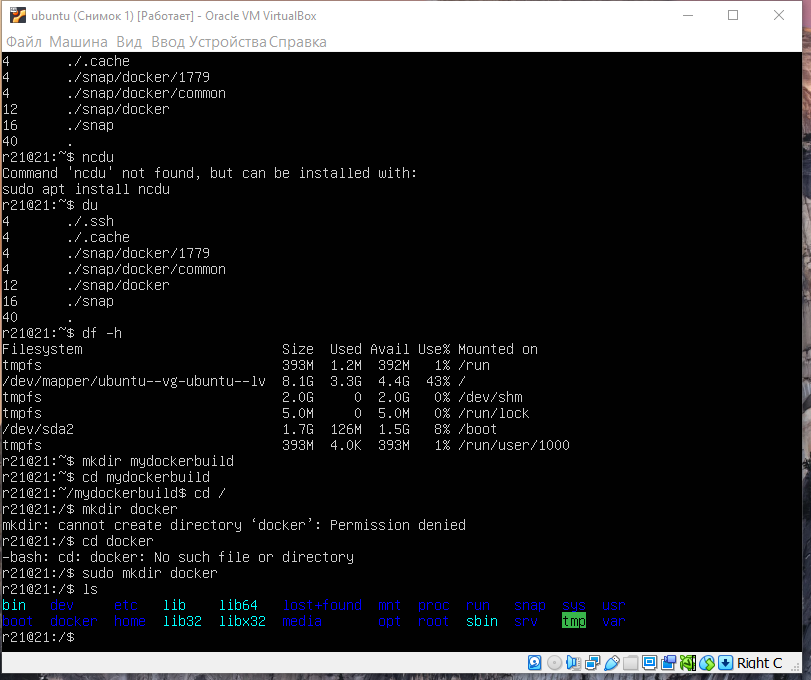 ubuntu (Снимок 1) [Работает] - Oracle VM VirtualBox
Файл Машина Вид Ввод Устройства Справка
4 ./.cache
4 ./snap/docker/1779
4 ./snap/docker/common
12 ./snap/docker
16 ./snap
40 .
r21@21:~$ ncdu
Command 'ncdu' not found, but can be installed with:
sudo apt install ncdu
r21@21:~$ du
4 ./.ssh
4 ./.cache
4 ./snap/docker/1779
4 ./snap/docker/common
12 ./snap/docker
16 ./snap
40 .
r21@21:~$ df -h
Filesystem Size Used Avail Use% Mounted on
tmpfs 393M 1.2M 392M 1% /run
/dev/mapper/ubuntu--vg-ubuntu--lv 8.1G 3.3G 4.4G 43% /
tmpfs 2.0G 0 2.0G 0% /dev/shm
tmpfs 5.0M 0 5.0M 0% /run/lock
/dev/sda2 1.7G 126M 1.5G 8% /boot
tmpfs 393M 4.0K 393M 1% /run/user/1000
r21@21:~$ mkdir mydockerbuild
r21@21:~$ cd mydockerbuild
r21@21:~/mydockerbuild$ cd /
r21@21:/$ mkdir docker
mkdir: cannot create directory ‘docker’: Permission denied
r21@21:/$ cd docker
-bash: cd: docker: No such file or directory
r21@21:/$ sudo mkdir docker
r21@21:/$ ls
bin dev etc lib lib64 lost+found mnt proc run snap sys usr
boot docker home lib32 libx32 media opt root sbin srv tmp var
r21@21:/$
Right C